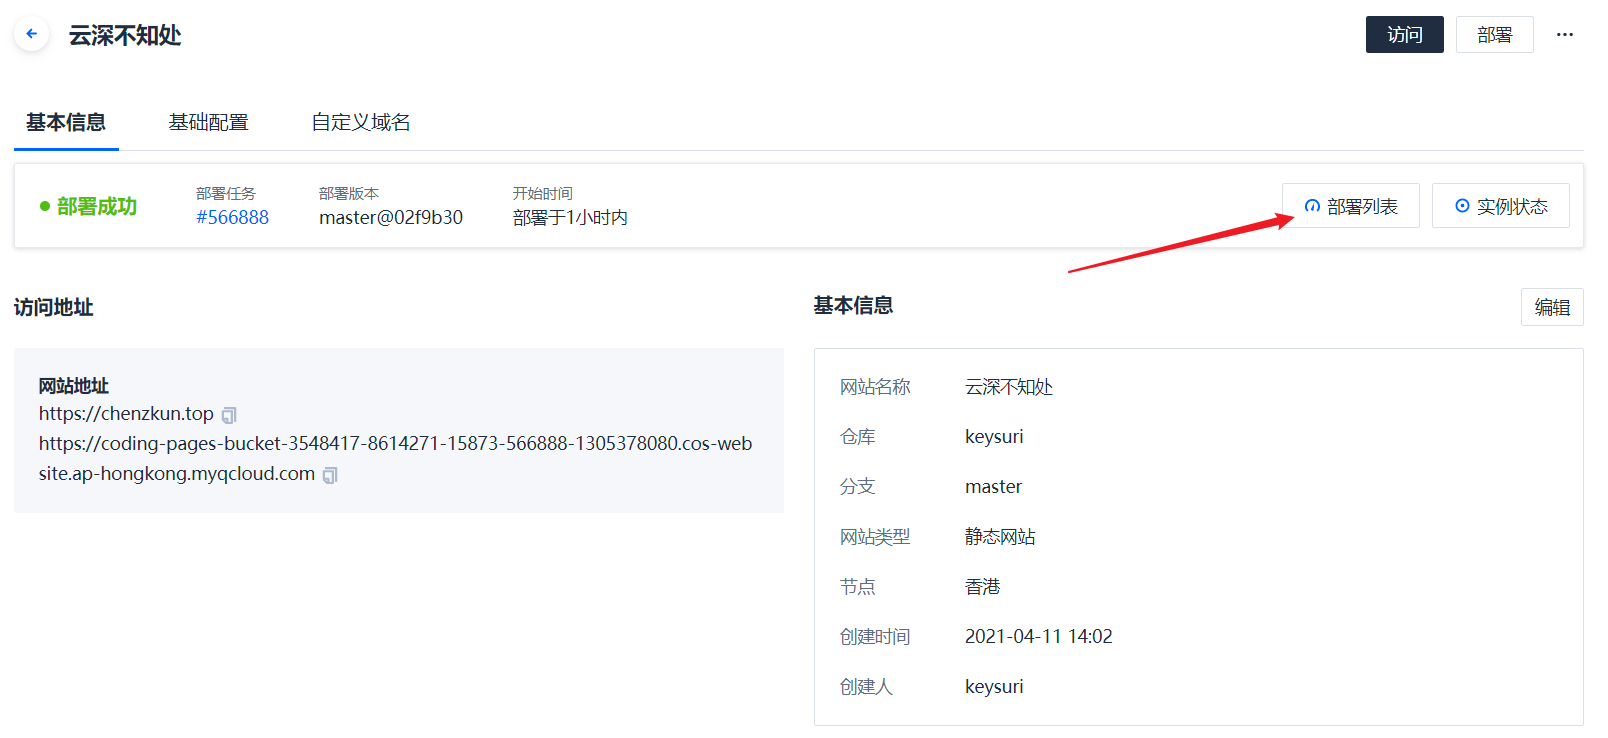 云深不知处
访问
部署
基本信息
基础配置
自定义域名
部署成功
部署任务
#566888
部署版本
master@02f9b30
开始时间
部署于1小时内
部署列表
实例状态
访问地址
网站地址
https://chenzkun.top
https://coding-pages-bucket-3548417-8614271-15873-566888-1305378080.cos-web
site.ap-hongkong.myqcloud.com
基本信息
编辑
网站名称 云深不知处
仓库 keysuri
分支 master
网站类型 静态网站
节点 香港
创建时间 2021-04-11 14:02
创建人 keysuri